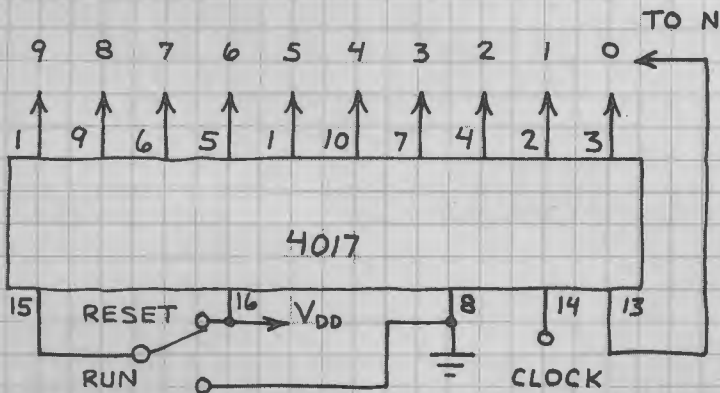 TO N
9 8 7 6 5 4 3 2 1 0
1 9 6 5 1 10 7 4 2 3
4017
15 16 8 14 13
RESET VDD
RUN CLOCK